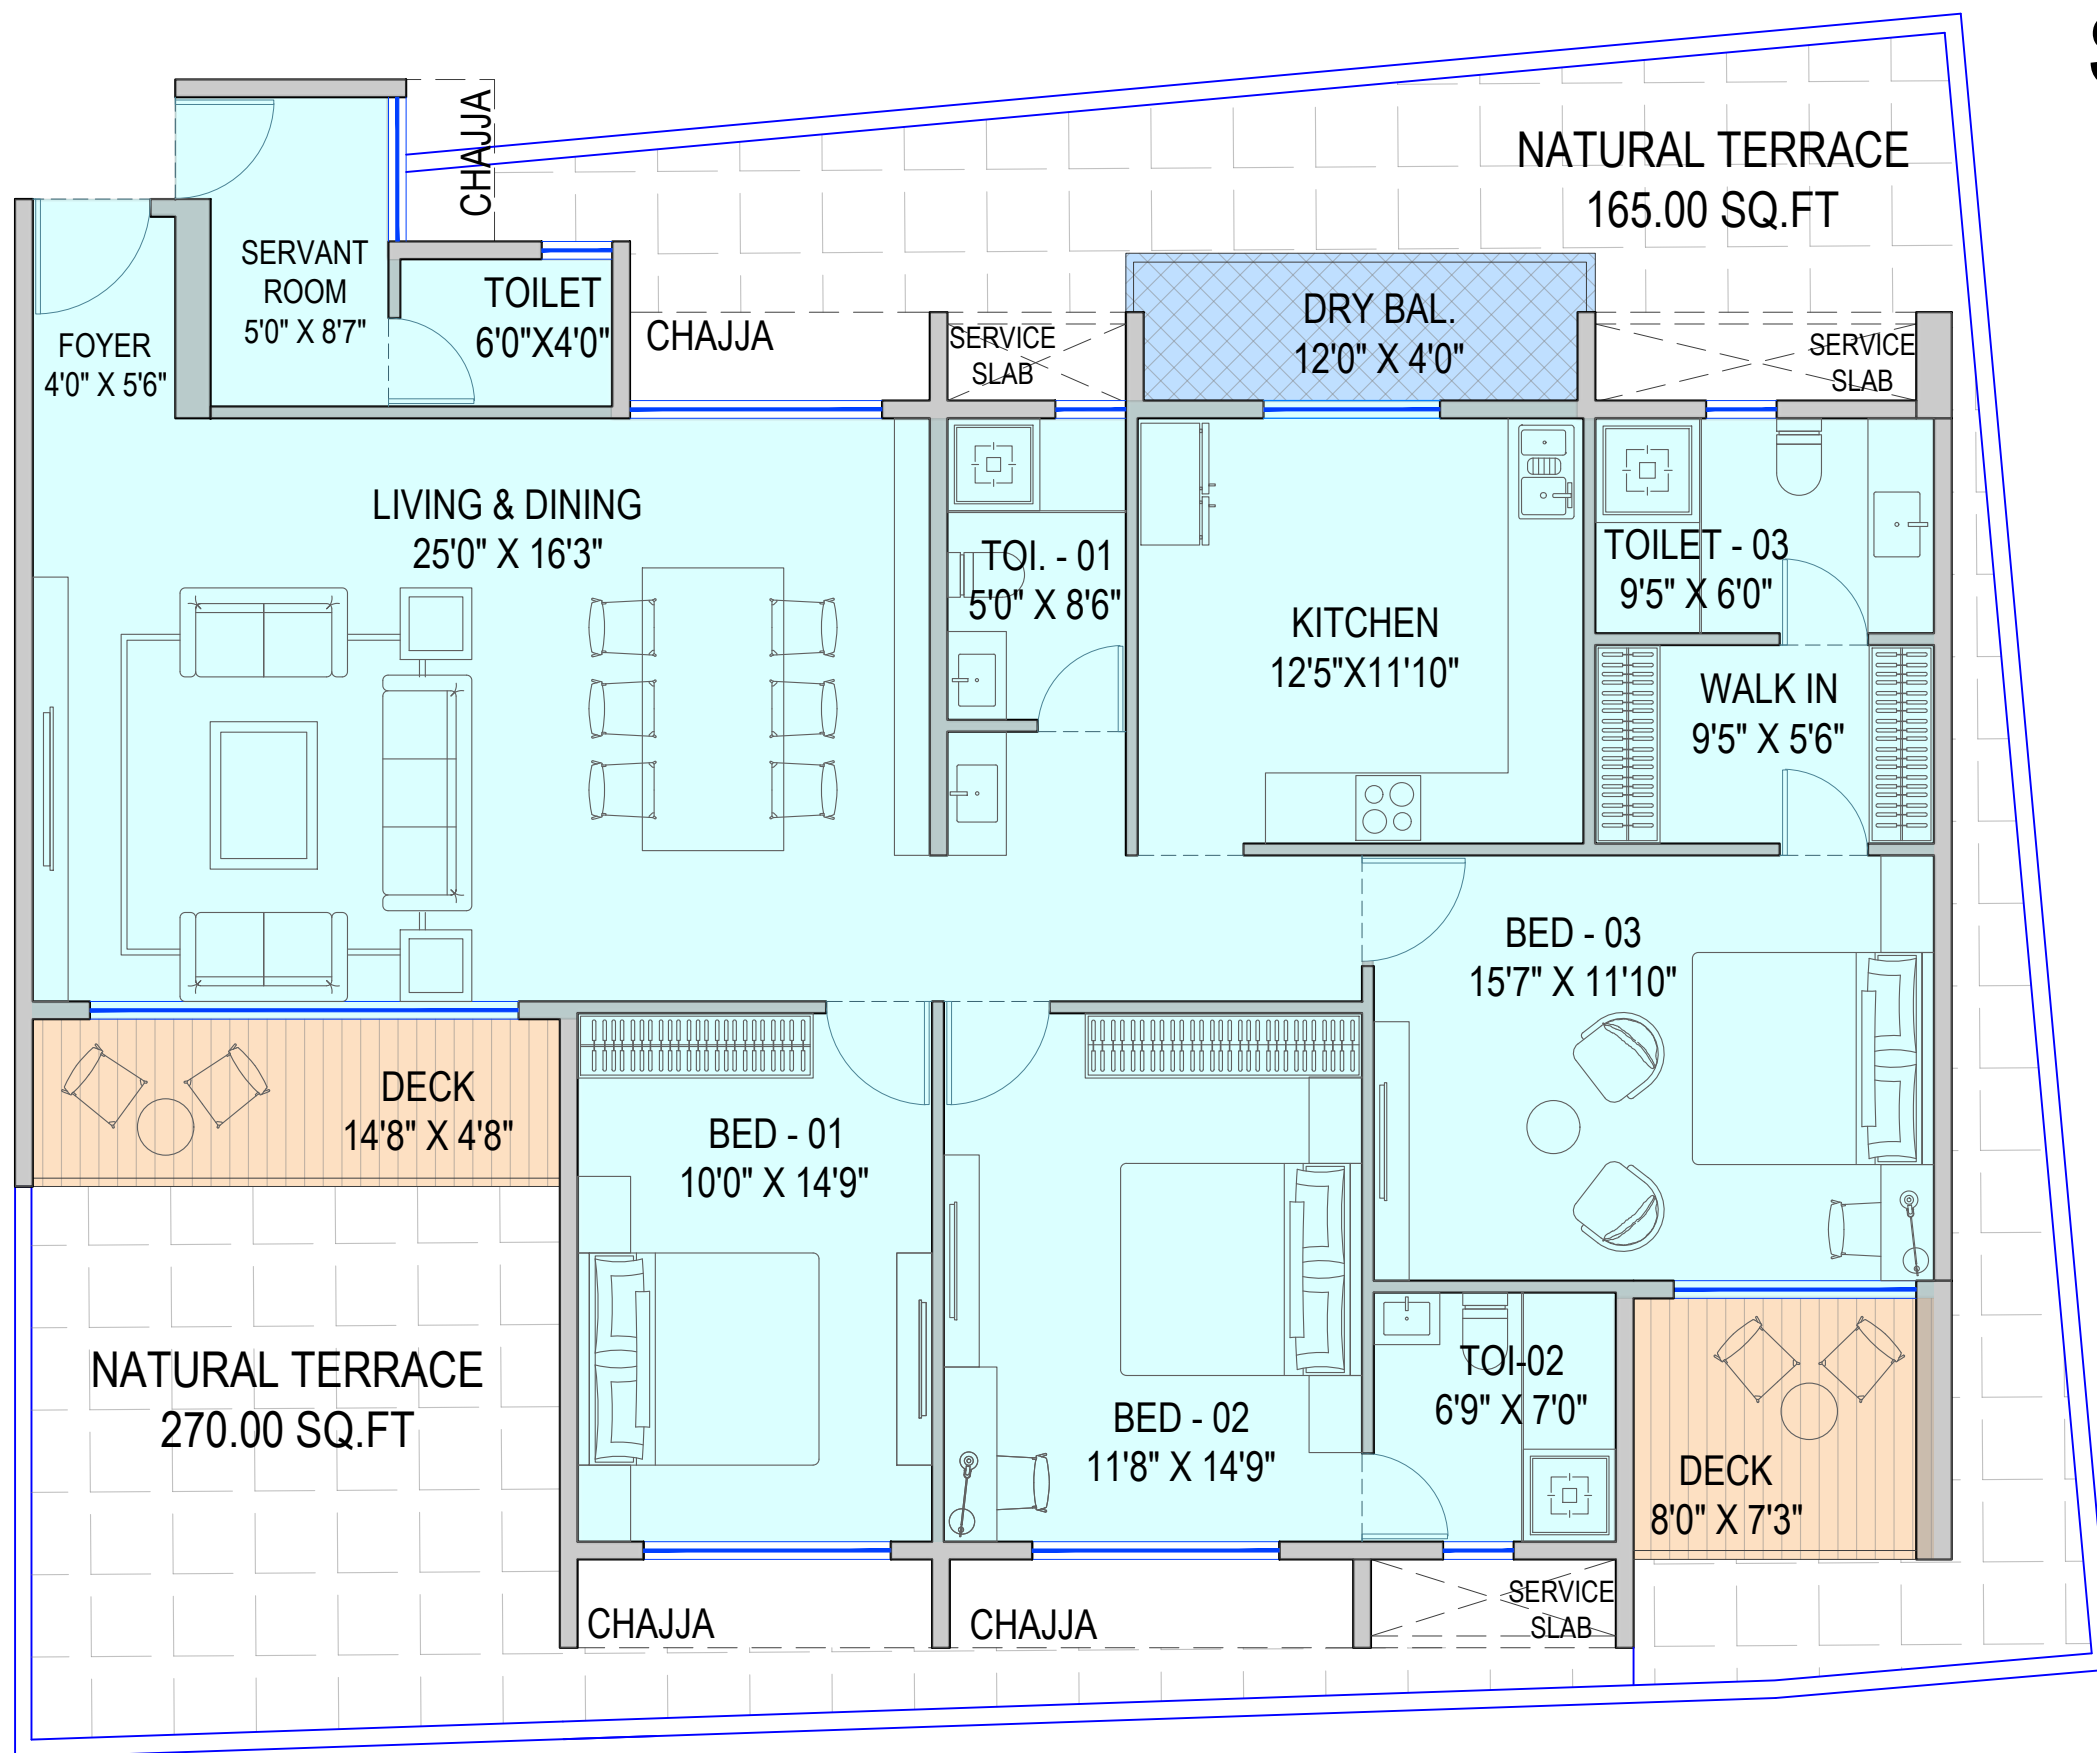 NATURAL TERRACE
165.00 SQ.FT
CHAJJA
SERVANT
ROOM
5'0" X 8'7"
TOILET
6'0"X4'0"
FOYER
4'0" X 5'6"
CHAJJA
SERVICE
SLAB
DRY BAL.
12'0" X 4'0"
SERVICE
SLAB
LIVING & DINING
25'0" X 16'3"
TOI. - 01
5'0" X 8'6"
KITCHEN
12'5"X11'10"
TOILET - 03
9'5" X 6'0"
WALK IN
9'5" X 5'6"
BED - 03
15'7" X 11'10"
DECK
14'8" X 4'8"
BED - 01
10'0" X 14'9"
NATURAL TERRACE
270.00 SQ.FT
BED - 02
11'8" X 14'9"
TOI-02
6'9" X 7'0"
DECK
8'0" X 7'3"
CHAJJA
CHAJJA
SERVICE
SLAB